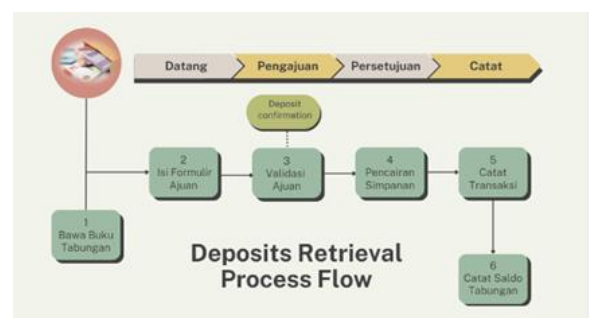 Datang
Pengajuan
Persetujuan
Catat
Deposit
confirmation
2
Isi Formulir
Ajuan
3
Validasi
Ajuan
4
Pencairan
Simpanan
5
Catat
Transaksi
1
Bawa Buku
Tabungan
Deposits Retrieval
Process Flow
6
Catat Saldo
Tabungan